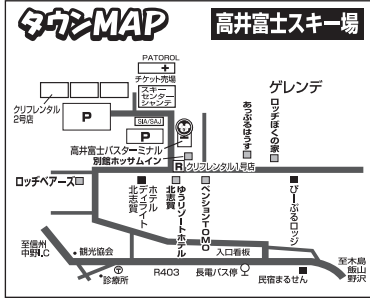 タウンMAP
高井富士スキー場
PATOROL
チケット売場
スキー
センター
シャンテ
クリフレンタル
2号店
P
SIA/SAJ
P
高井富士バスターミナル
別館ホッサムイン
R クリフレンタル1号店
ゲレンデ
あっぷるはうす
ロッヂぼくの家
ロッヂベアーズ
ホテル
ディライト
北志賀
ゆうリゾートホテル
北志賀
ペンションTOMO
びーぶるロッジ
至信州
中野I.C
観光協会
診療所
R403
長電バス停
入口看板
民宿まるせん
至木島
飯山
野沢